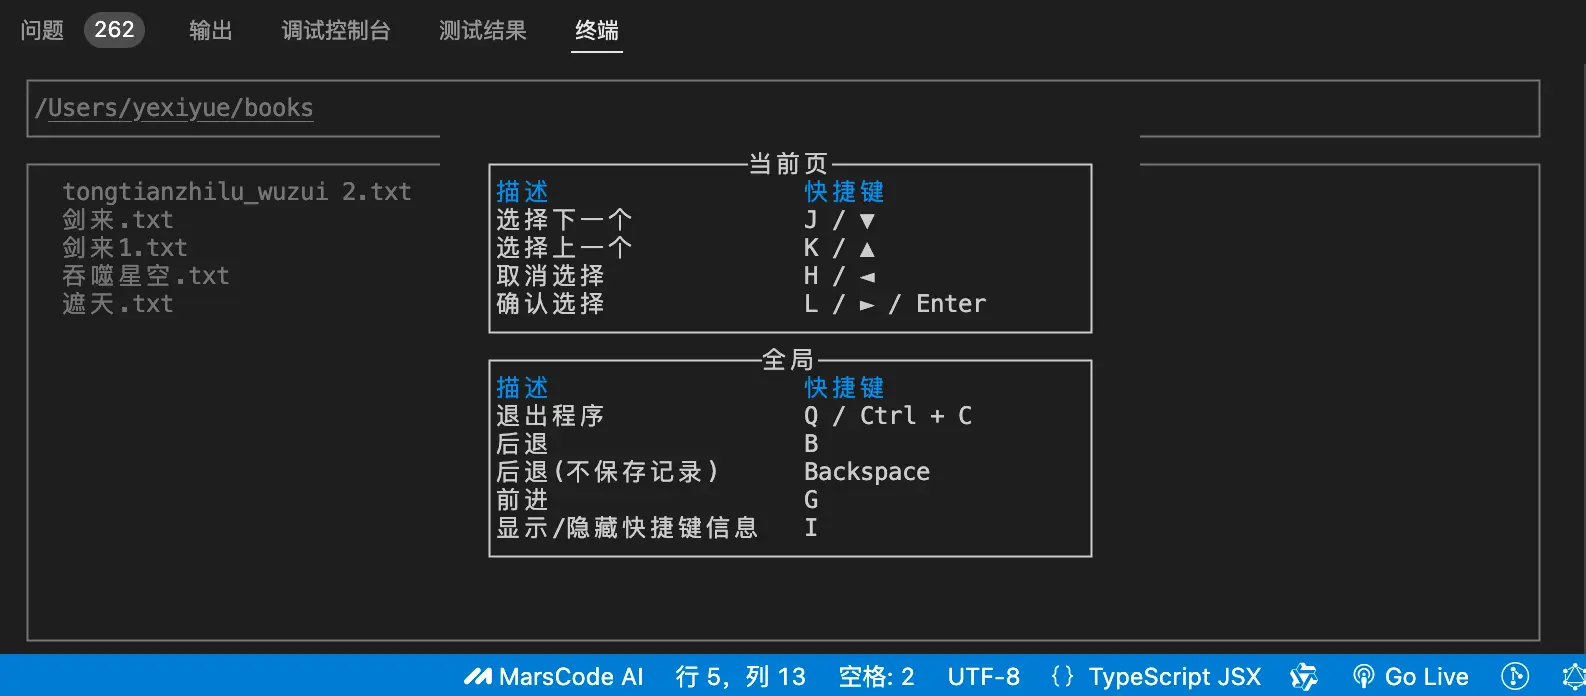 问题 262 输出 调试控制台 测试结果 终端
/Users/yexiyue/books
tongtianzhilu_wuzui 2.txt
剑来.txt
剑来1.txt
吞噬星空.txt
遮天.txt
当前页
描述 快捷键
选择下一个 J / ▼
选择上一个 K / ▲
取消选择 H / ◄
确认选择 L / ► / Enter
全局
描述 快捷键
退出程序 Q / Ctrl + C
后退 B
后退(不保存记录) Backspace
前进 G
显示/隐藏快捷键信息 I
MarsCode AI 行 5，列 13 空格: 2 UTF-8 {} TypeScript JSX Go Live